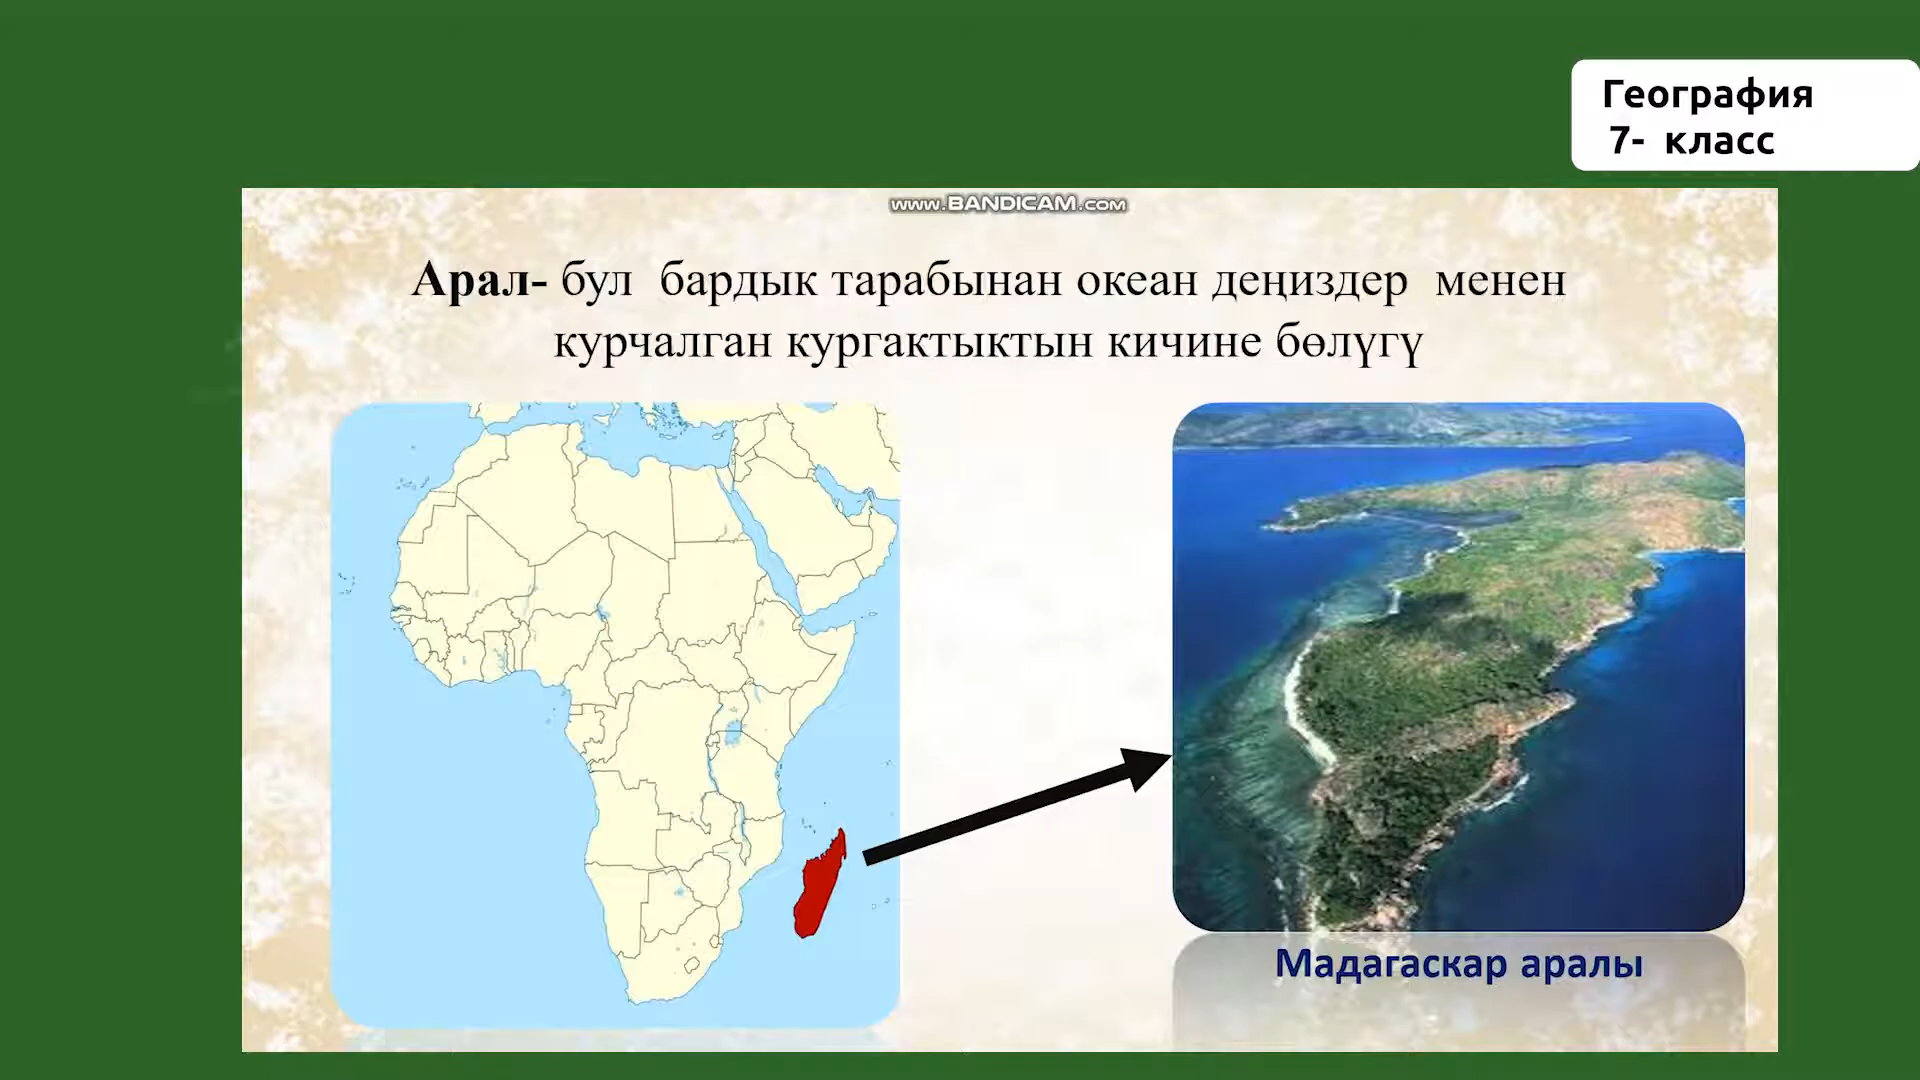 География
7- класс
www.BANDICAM.com
Арал- бул бардык тарабынан океан деңиздер менен
курчалган кургактыктын кичине бөлүгү
Мадагаскар аралы